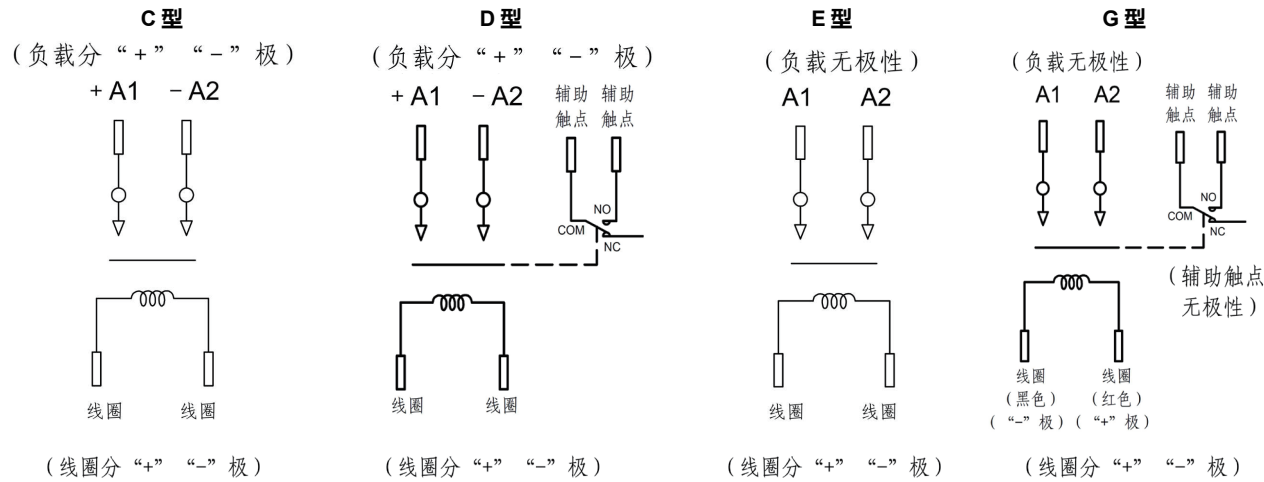 C型
（负载分“+” “－”极）
+ A1 － A2
线圈 线圈
（线圈分“+” “-”极）
D型
（负载分“+” “－”极）
+ A1 － A2
辅助 辅助
触点 触点
NO
COM
NC
线圈 线圈
（线圈分“+” “-”极）
E型
（负载无极性）
A1 A2
线圈 线圈
（线圈分“+” “-”极）
G型
（负载无极性）
A1 A2
辅助 辅助
触点 触点
NO
COM
NC
（辅助触点
无极性）
线圈 线圈
（黑色） （红色）
（“-”极）（“+”极）
（线圈分“+” “-”极）